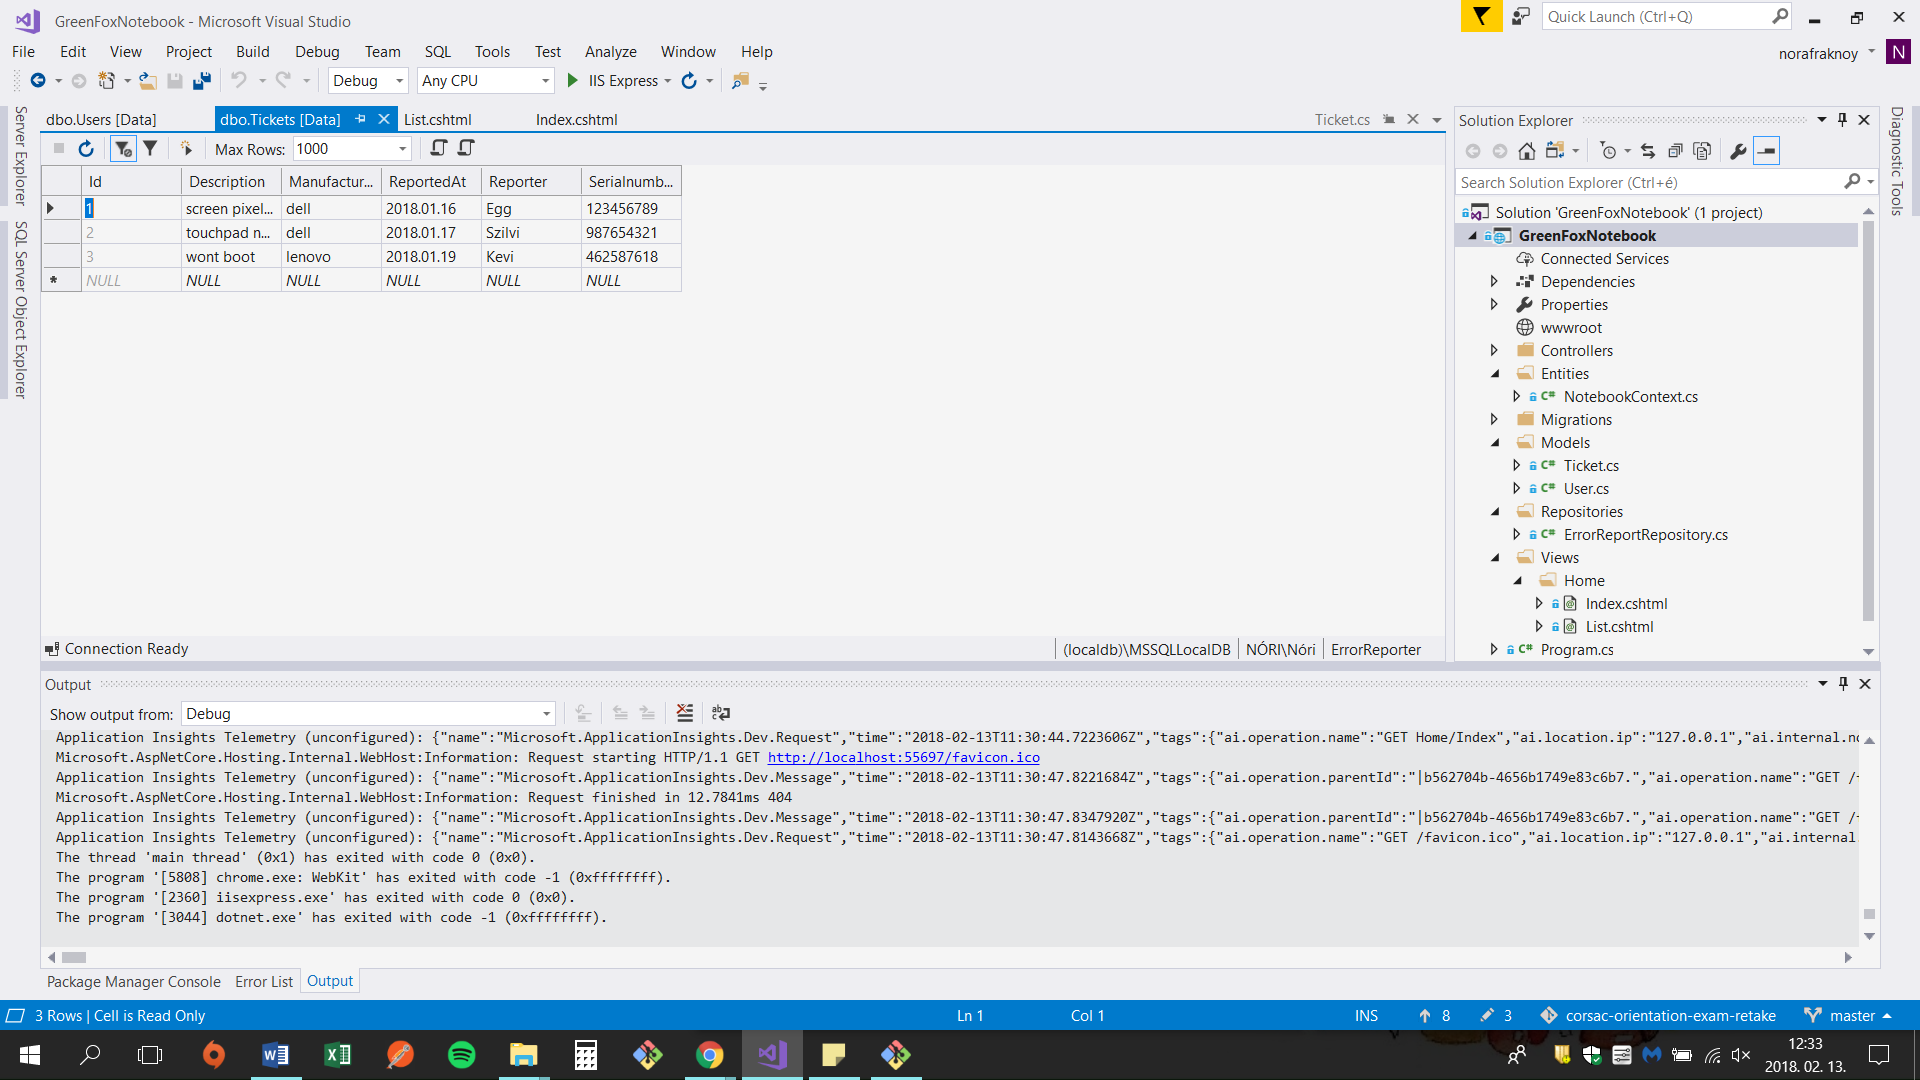 GreenFoxNotebook - Microsoft Visual Studio
Quick Launch (Ctrl+Q)
File Edit View Project Build Debug Team SQL Tools Test Analyze Window Help
norafraknoy N
Debug Any CPU IIS Express
Server Explorer
SQL Server Object Explorer
dbo.Users [Data] dbo.Tickets [Data] List.cshtml Index.cshtml Ticket.cs
Max Rows: 1000
Id Description Manufactur... ReportedAt Reporter Serialnumb...
1 screen pixel... dell 2018.01.16 Egg 123456789
2 touchpad n... dell 2018.01.17 Szilvi 987654321
3 wont boot lenovo 2018.01.19 Kevi 462587618
* NULL NULL NULL NULL NULL NULL
Connection Ready (localdb)\MSSQLLocalDB NÓRI\Nóri ErrorReporter
Solution Explorer
Search Solution Explorer (Ctrl+é)
Solution 'GreenFoxNotebook' (1 project)
GreenFoxNotebook
Connected Services
Dependencies
Properties
wwwroot
Controllers
Entities
C# NotebookContext.cs
Migrations
Models
C# Ticket.cs
C# User.cs
Repositories
C# ErrorReportRepository.cs
Views
Home
Index.cshtml
List.cshtml
C# Program.cs
Diagnostic Tools
Output
Show output from: Debug
Application Insights Telemetry (unconfigured): {"name":"Microsoft.ApplicationInsights.Dev.Request","time":"2018-02-13T11:30:44.7223606Z","tags":{"ai.operation.name":"GET Home/Index","ai.location.ip":"127.0.0.1","ai.internal.no
Microsoft.AspNetCore.Hosting.Internal.WebHost:Information: Request starting HTTP/1.1 GET http://localhost:55697/favicon.ico
Application Insights Telemetry (unconfigured): {"name":"Microsoft.ApplicationInsights.Dev.Message","time":"2018-02-13T11:30:47.8221684Z","tags":{"ai.operation.parentId":"|b562704b-4656b1749e83c6b7.","ai.operation.name":"GET /
Microsoft.AspNetCore.Hosting.Internal.WebHost:Information: Request finished in 12.7841ms 404
Application Insights Telemetry (unconfigured): {"name":"Microsoft.ApplicationInsights.Dev.Message","time":"2018-02-13T11:30:47.8347920Z","tags":{"ai.operation.parentId":"|b562704b-4656b1749e83c6b7.","ai.operation.name":"GET /
Application Insights Telemetry (unconfigured): {"name":"Microsoft.ApplicationInsights.Dev.Request","time":"2018-02-13T11:30:47.8143668Z","tags":{"ai.operation.name":"GET /favicon.ico","ai.location.ip":"127.0.0.1","ai.internal.
The thread 'main thread' (0x1) has exited with code 0 (0x0).
The program '[5808] chrome.exe: WebKit' has exited with code -1 (0xffffffff).
The program '[2360] iisexpress.exe' has exited with code 0 (0x0).
The program '[3044] dotnet.exe' has exited with code -1 (0xffffffff).
Package Manager Console Error List Output
3 Rows | Cell is Read Only Ln 1 Col 1 INS 8 3 corsac-orientation-exam-retake master
12:33
2018. 02. 13.